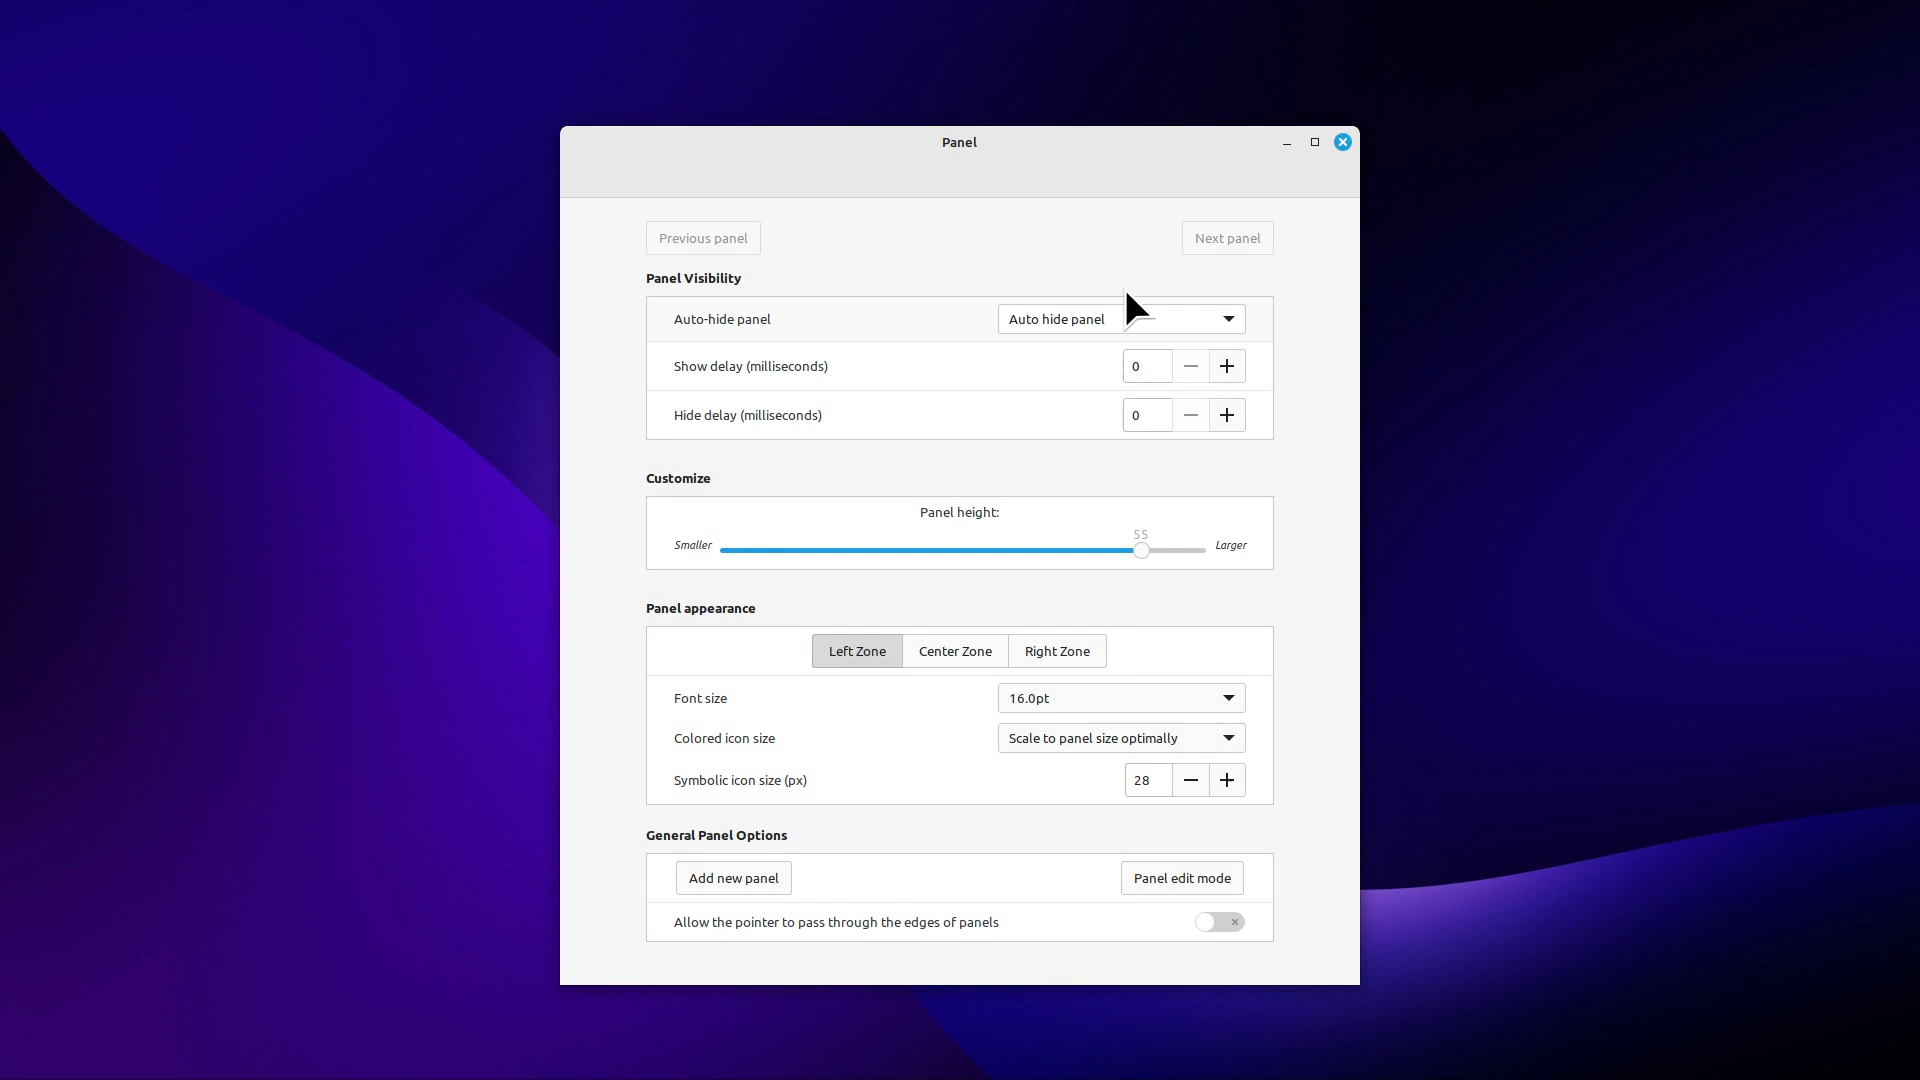 Panel
Previous panel
Next panel
Panel Visibility
Auto-hide panel
Auto hide panel
Show delay (milliseconds)
0
Hide delay (milliseconds)
0
Customize
Panel height:
55
Smaller
Larger
Panel appearance
Left Zone
Center Zone
Right Zone
Font size
16.0pt
Colored icon size
Scale to panel size optimally
Symbolic icon size (px)
28
General Panel Options
Add new panel
Panel edit mode
Allow the pointer to pass through the edges of panels